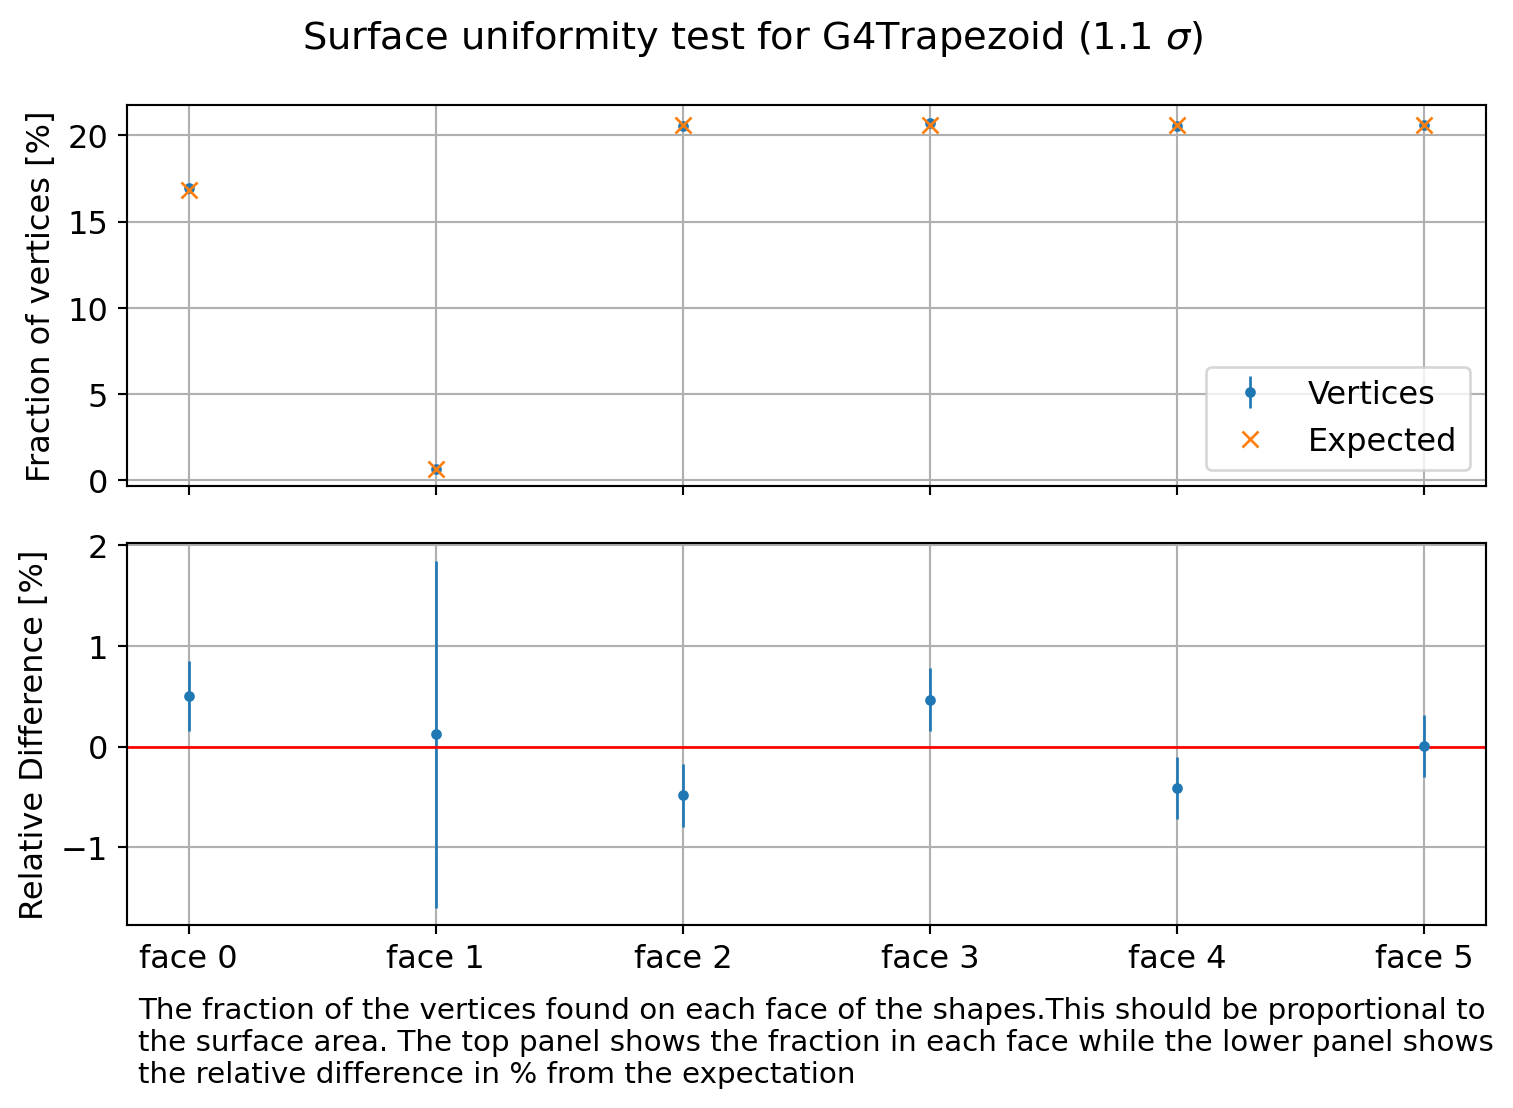 Surface uniformity test for G4Trapezoid (1.1 σ)
Fraction of vertices [%]
20
15
10
5
0
Vertices
Expected
Relative Difference [%]
2
1
0
−1
face 0 face 1 face 2 face 3 face 4 face 5
The fraction of the vertices found on each face of the shapes.This should be proportional to
the surface area. The top panel shows the fraction in each face while the lower panel shows
the relative difference in % from the expectation